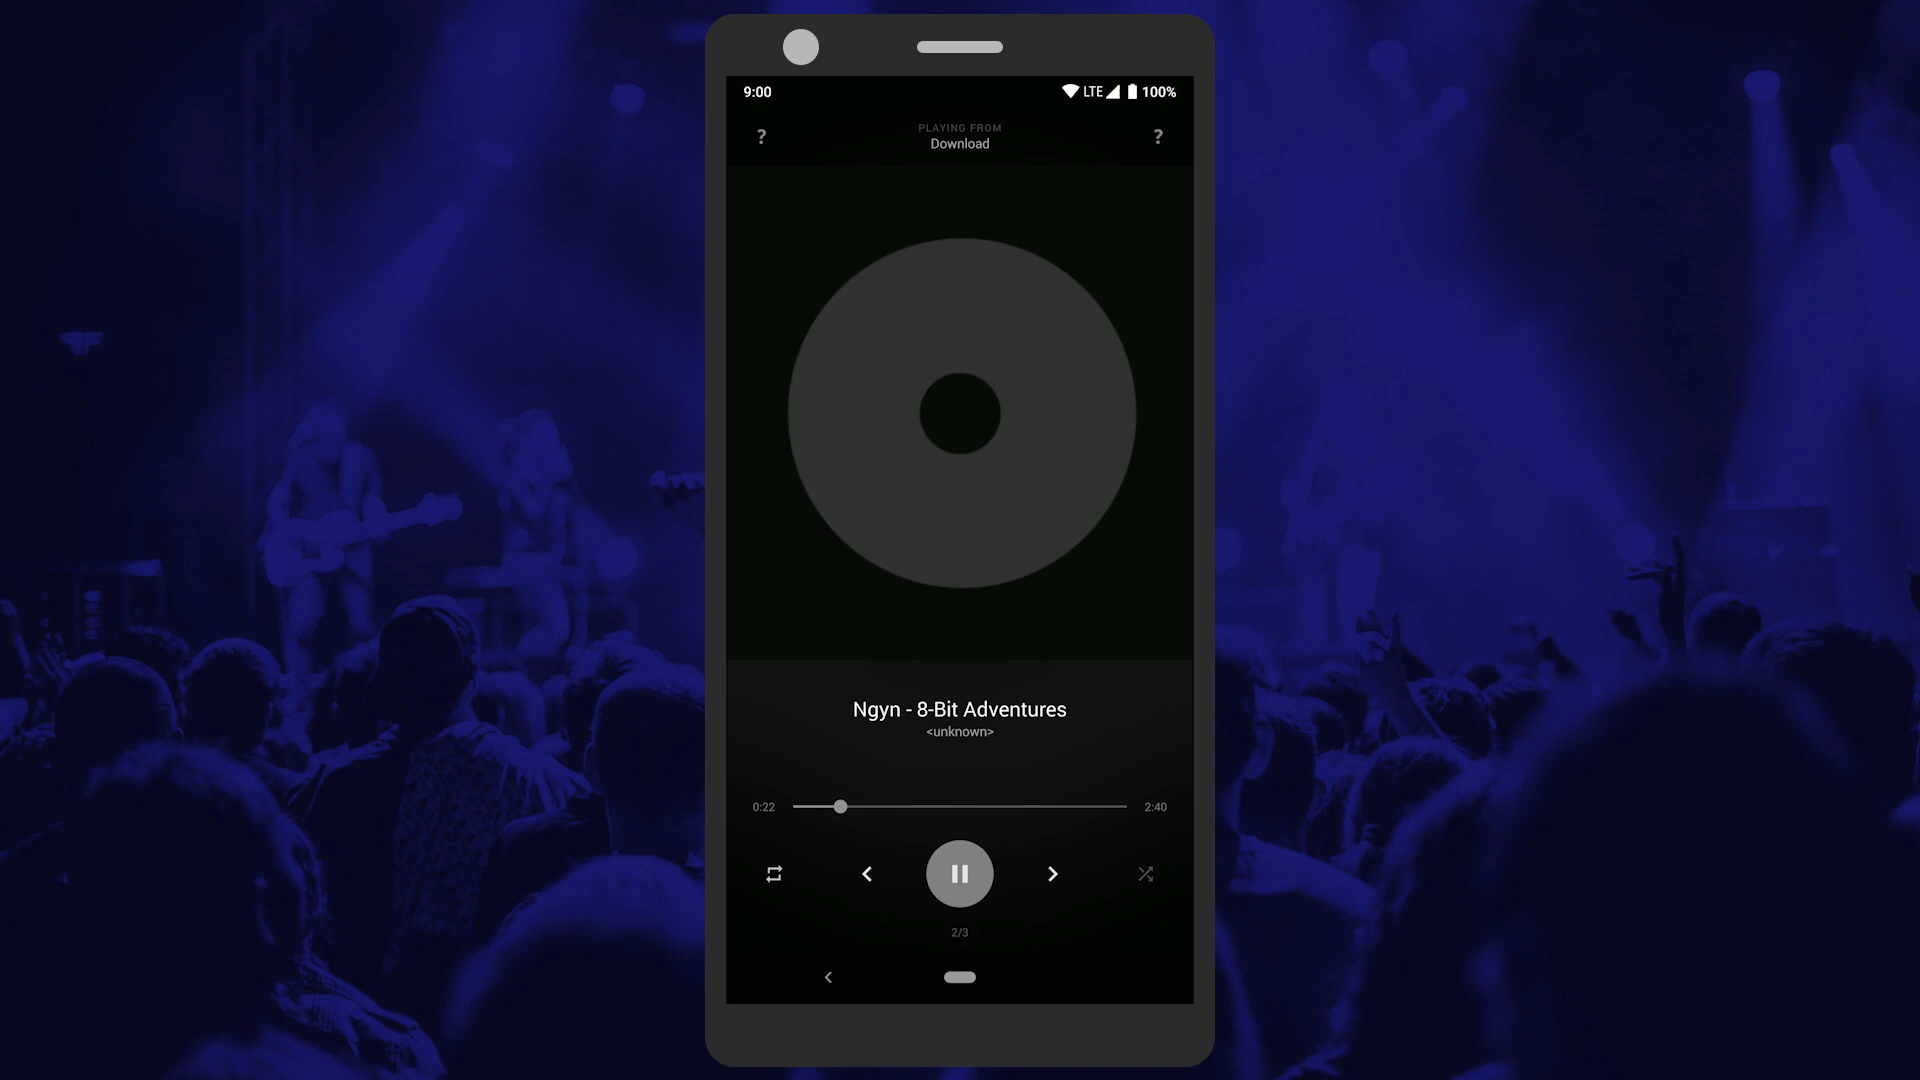 9:00 LTE 100%
? PLAYING FROM ?
Download
Ngyn - 8-Bit Adventures
<unknown>
0:22 2:40
2/3